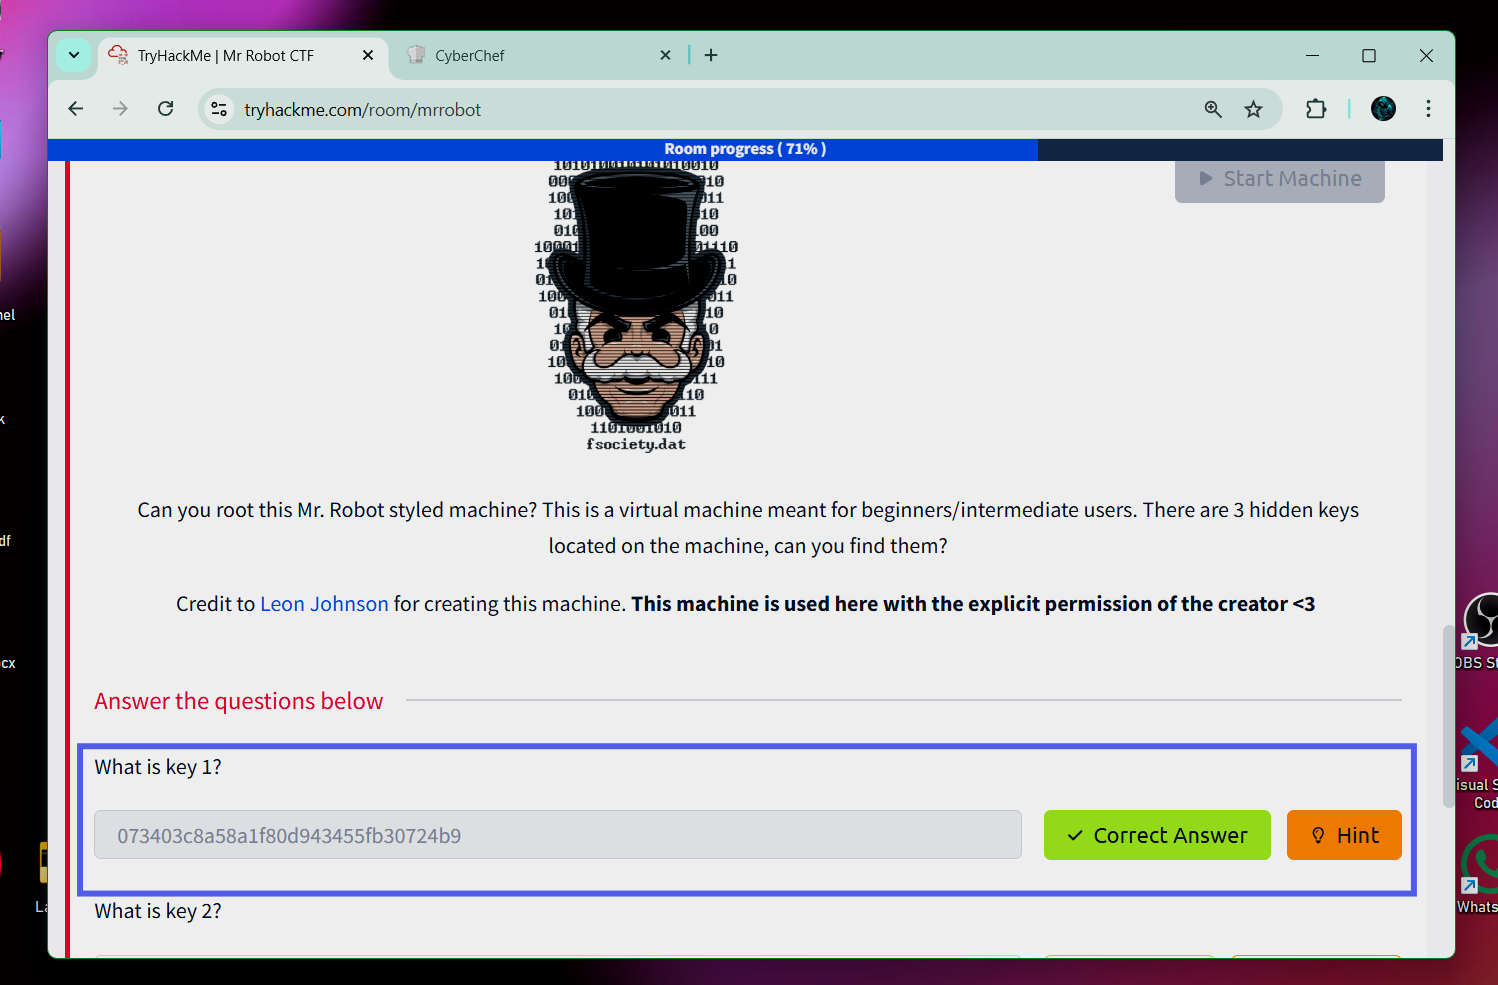 TryHackMe | Mr Robot CTF
CyberChef
tryhackme.com/room/mrrobot
Room progress ( 71% )
Start Machine
fsociety.dat
Can you root this Mr. Robot styled machine? This is a virtual machine meant for beginners/intermediate users. There are 3 hidden keys
located on the machine, can you find them?
Credit to Leon Johnson for creating this machine. This machine is used here with the explicit permission of the creator <3
Answer the questions below
What is key 1?
073403c8a58a1f80d943455fb30724b9
Correct Answer
Hint
What is key 2?
nel
k
df
cx
La
OBS St
isual S
Cod
Whats